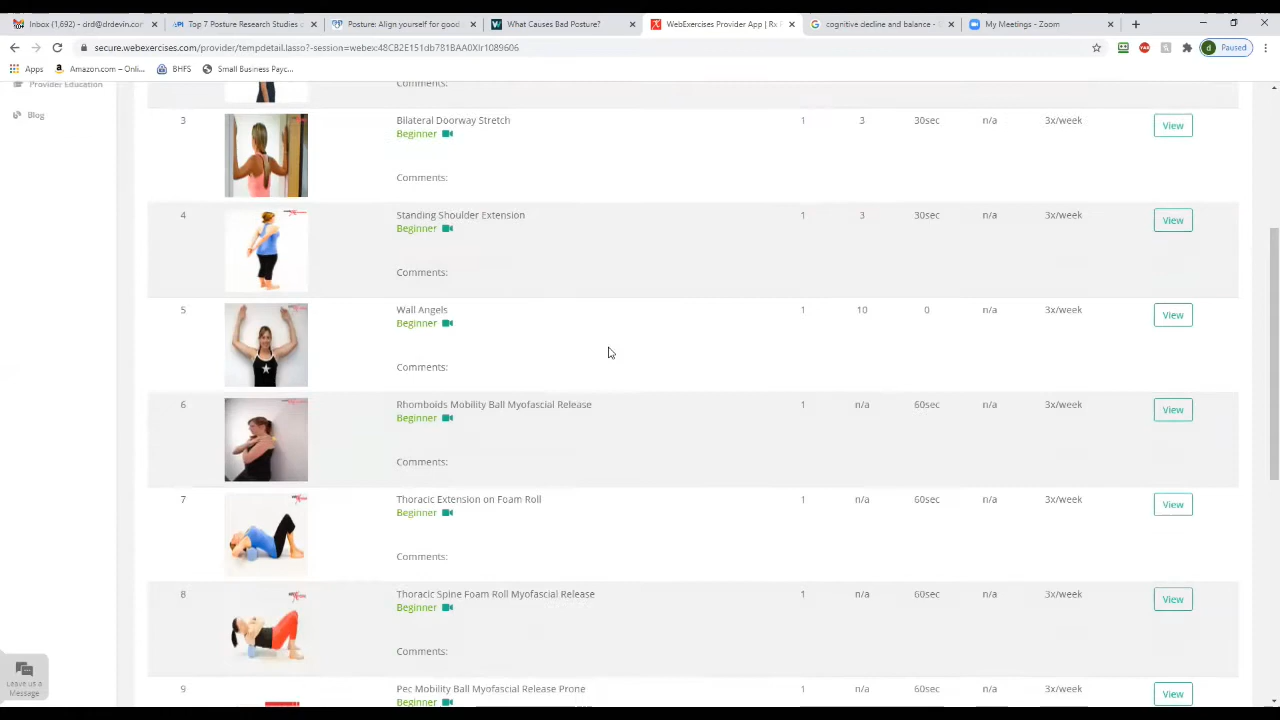 Inbox (1,692) - drd@drdevin.com
Top 7 Posture Research Studies o
Posture: Align yourself for good
What Causes Bad Posture?
WebExercises Provider App | Rx F
cognitive decline and balance -
My Meetings - Zoom
secure.webexercises.com/provider/tempdetail.lasso?-session=webex:48CB2E151db781BAA0Xlr1089606
d Paused
Apps
Amazon.com – Onli...
BHFS
Small Business Payc...
Provider Education
Blog
Comments:
3 Bilateral Doorway Stretch 1 3 30sec n/a 3x/week View
Beginner
Comments:
4 Standing Shoulder Extension 1 3 30sec n/a 3x/week View
Beginner
Comments:
5 Wall Angels 1 10 0 n/a 3x/week View
Beginner
Comments:
6 Rhomboids Mobility Ball Myofascial Release 1 n/a 60sec n/a 3x/week View
Beginner
Comments:
7 Thoracic Extension on Foam Roll 1 n/a 60sec n/a 3x/week View
Beginner
Comments:
8 Thoracic Spine Foam Roll Myofascial Release 1 n/a 60sec n/a 3x/week View
Beginner
Comments:
9 Pec Mobility Ball Myofascial Release Prone 1 n/a 60sec n/a 3x/week View
Beginner
Leave us a
Message